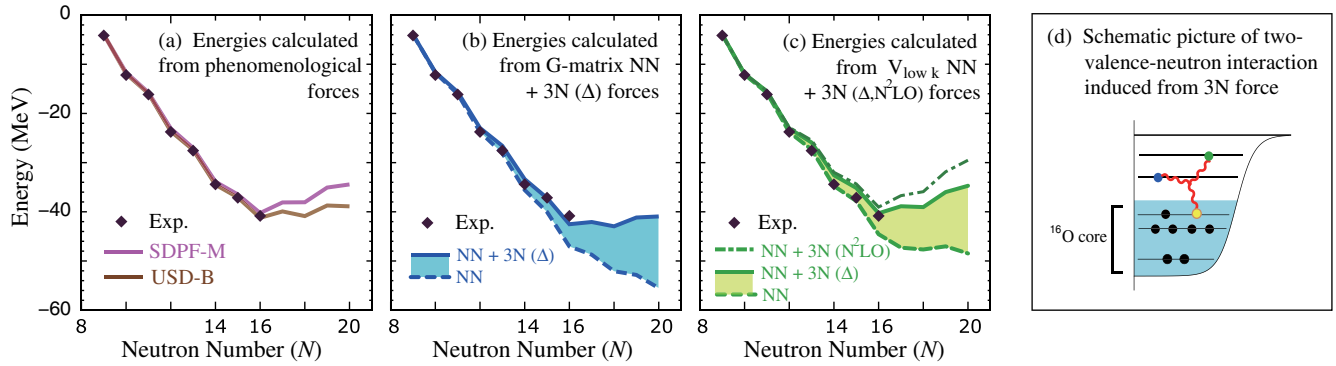 Energy (MeV)
0
−20
−40
−60
(a) Energies calculated
from phenomenological
forces
Exp.
SDPF-M
USD-B
8
14
16
20
Neutron Number (N)
(b) Energies calculated
from G-matrix NN
+ 3N (Δ) forces
Exp.
NN + 3N (Δ)
NN
8
14
16
20
Neutron Number (N)
(c) Energies calculated
from V low k NN
+ 3N (Δ,N²LO) forces
Exp.
NN + 3N (N²LO)
NN + 3N (Δ)
NN
8
14
16
20
Neutron Number (N)
(d) Schematic picture of two-
valence-neutron interaction
induced from 3N force
¹⁶O core